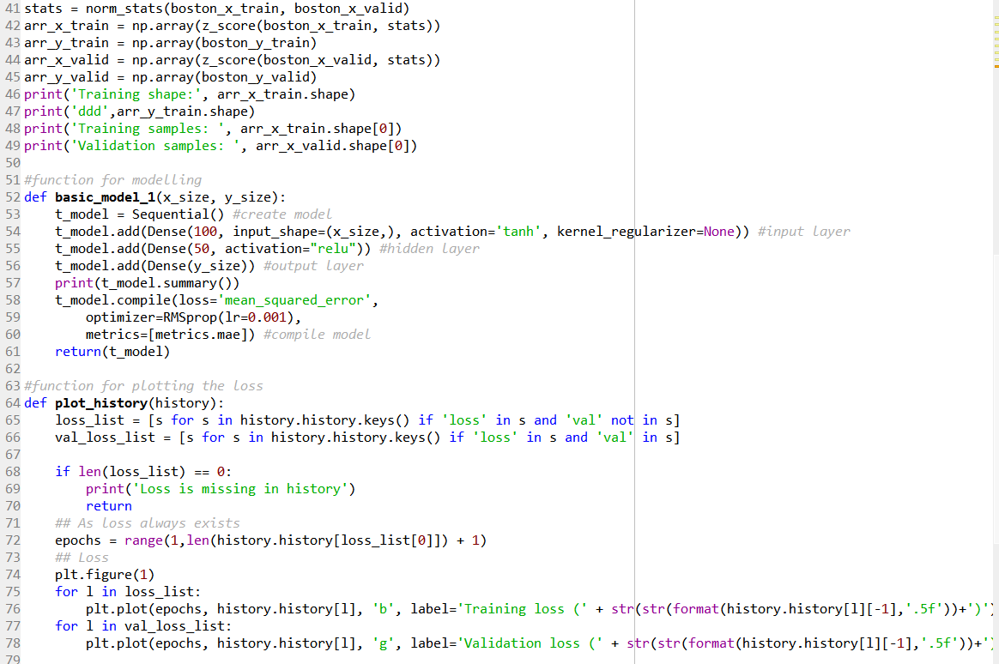 41 stats = norm_stats(boston_x_train, boston_x_valid)
42 arr_x_train = np.array(z_score(boston_x_train, stats))
43 arr_y_train = np.array(boston_y_train)
44 arr_x_valid = np.array(z_score(boston_x_valid, stats))
45 arr_y_valid = np.array(boston_y_valid)
46 print('Training shape:', arr_x_train.shape)
47 print('ddd',arr_y_train.shape)
48 print('Training samples: ', arr_x_train.shape[0])
49 print('Validation samples: ', arr_x_valid.shape[0])
50
51 #function for modelling
52 def basic_model_1(x_size, y_size):
53     t_model = Sequential() #create model
54     t_model.add(Dense(100, input_shape=(x_size,), activation='tanh', kernel_regularizer=None)) #input layer
55     t_model.add(Dense(50, activation="relu")) #hidden layer
56     t_model.add(Dense(y_size)) #output layer
57     print(t_model.summary())
58     t_model.compile(loss='mean_squared_error',
59         optimizer=RMSprop(lr=0.001),
60         metrics=[metrics.mae]) #compile model
61     return(t_model)
62
63 #function for plotting the loss
64 def plot_history(history):
65     loss_list = [s for s in history.history.keys() if 'loss' in s and 'val' not in s]
66     val_loss_list = [s for s in history.history.keys() if 'loss' in s and 'val' in s]
67
68     if len(loss_list) == 0:
69         print('Loss is missing in history')
70         return
71     ## As loss always exists
72     epochs = range(1,len(history.history[loss_list[0]]) + 1)
73     ## Loss
74     plt.figure(1)
75     for l in loss_list:
76         plt.plot(epochs, history.history[l], 'b', label='Training loss (' + str(str(format(history.history[l][-1],'.5f'))+')')
77     for l in val_loss_list:
78         plt.plot(epochs, history.history[l], 'g', label='Validation loss (' + str(str(format(history.history[l][-1],'.5f'))+')
79